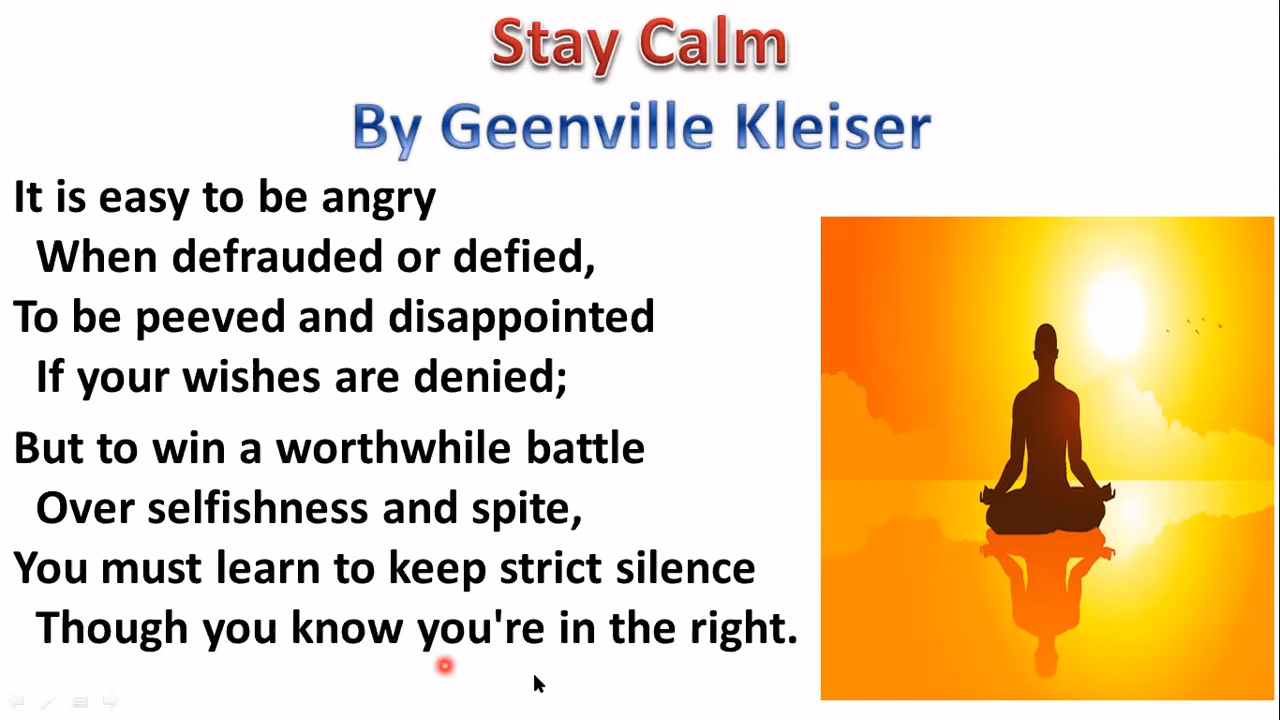 Stay Calm
By Geenville Kleiser
It is easy to be angry
When defrauded or defied,
To be peeved and disappointed
If your wishes are denied;
But to win a worthwhile battle
Over selfishness and spite,
You must learn to keep strict silence
Though you know you're in the right.